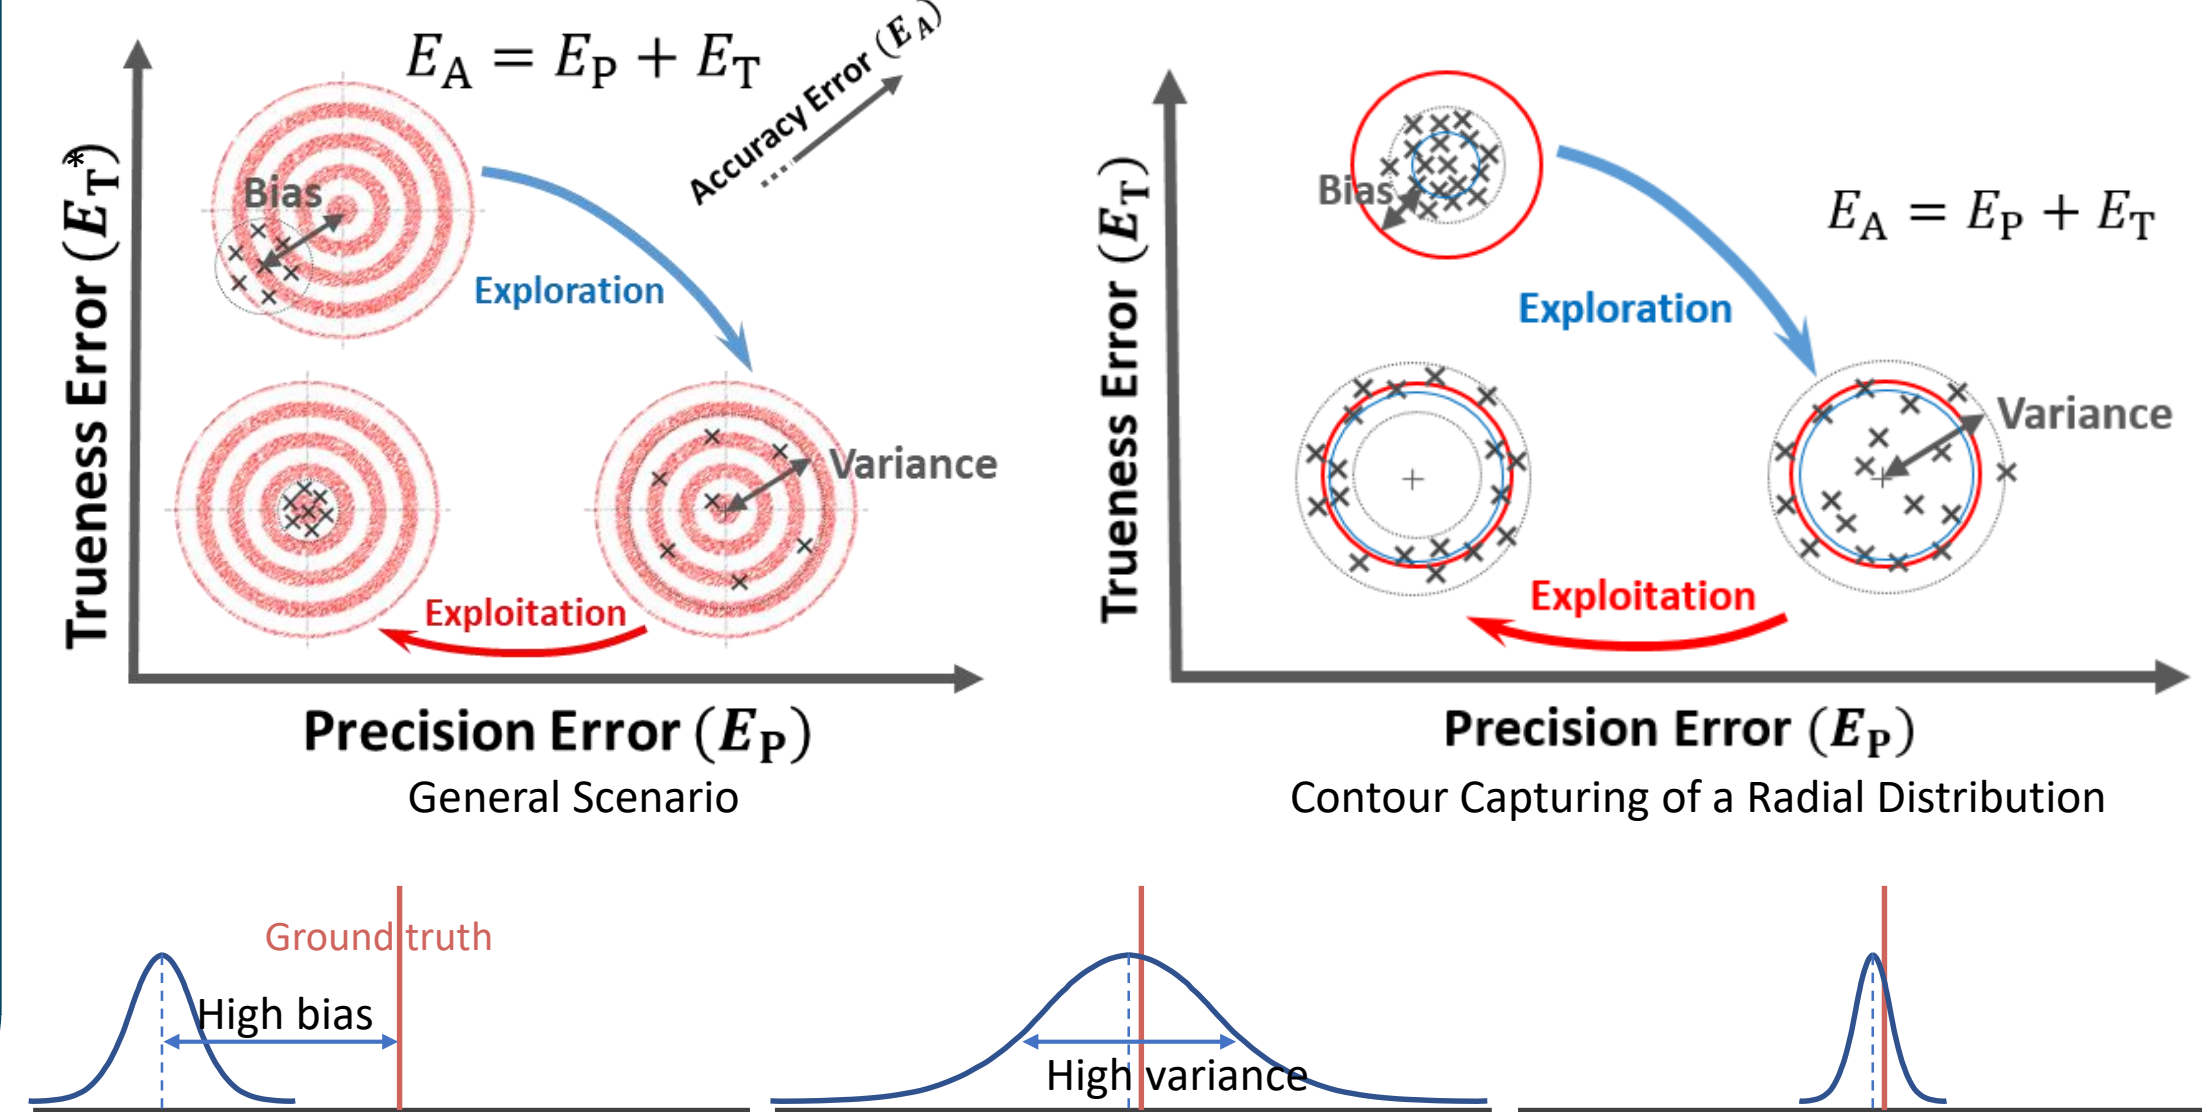 E_A = E_P + E_T
Accuracy Error (E_A)
Trueness Error (E_T)*
Bias
Exploration
Variance
Exploitation
Precision Error (E_P)
General Scenario
Trueness Error (E_T)
Bias
E_A = E_P + E_T
Exploration
Variance
Exploitation
Precision Error (E_P)
Contour Capturing of a Radial Distribution
Ground truth
High bias
High variance